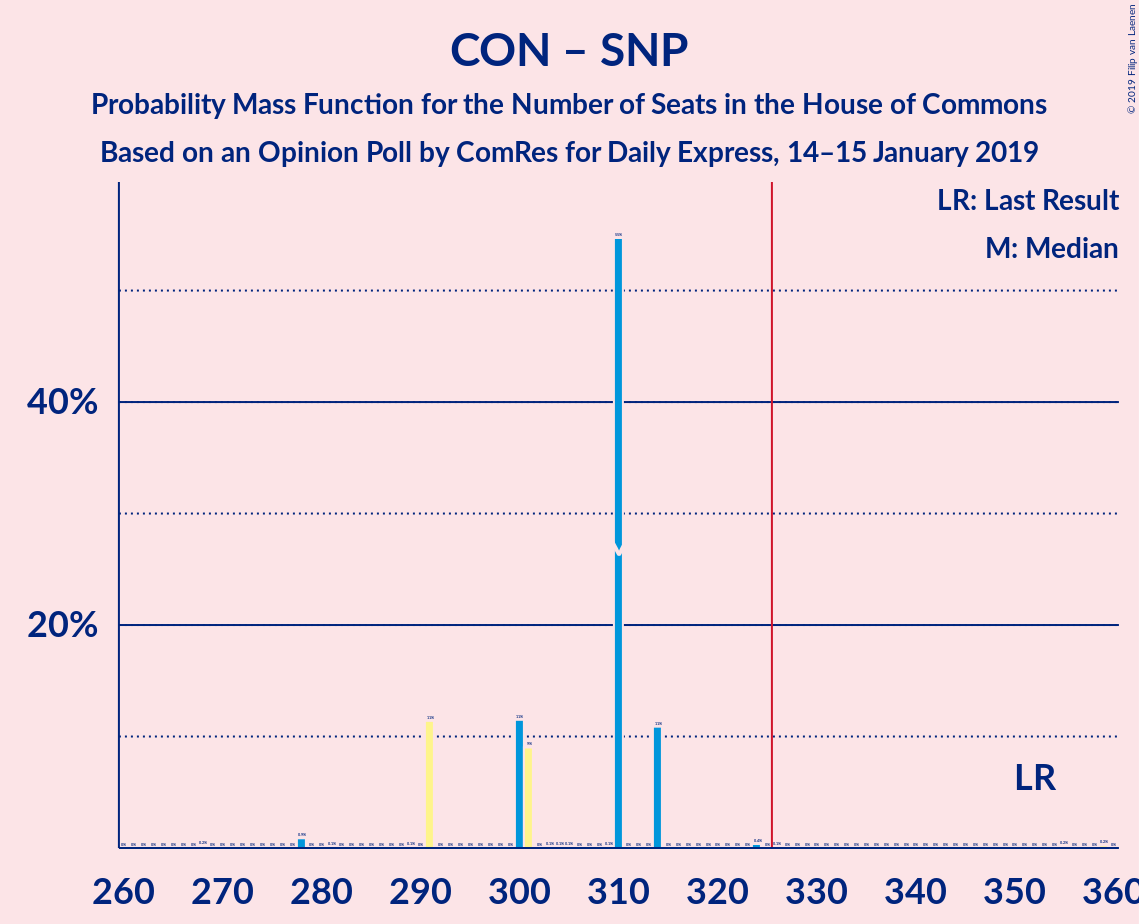 CON – SNP
Probability Mass Function for the Number of Seats in the House of Commons
Based on an Opinion Poll by ComRes for Daily Express, 14–15 January 2019
© 2019 Filip van Laenen
LR: Last Result
M: Median
40%
20%
LR
260 270 280 290 300 310 320 330 340 350 360